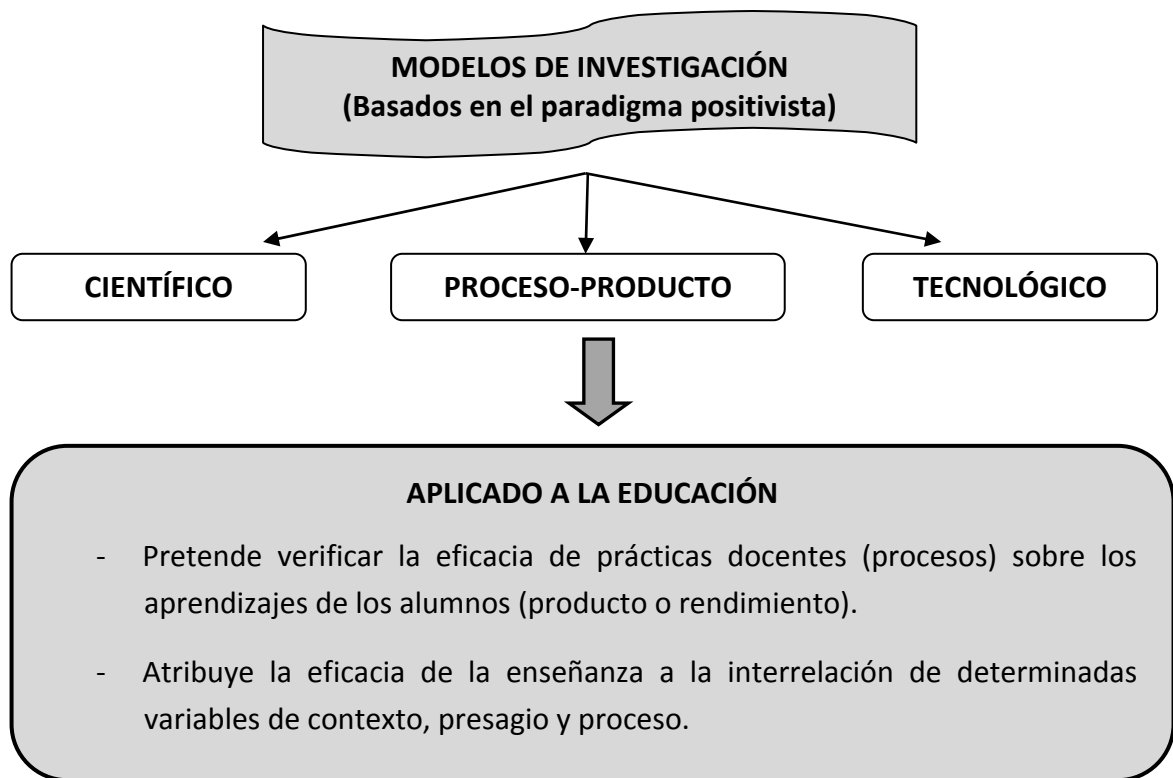 MODELOS DE INVESTIGACIÓN
(Basados en el paradigma positivista)
CIENTÍFICO
PROCESO-PRODUCTO
TECNOLÓGICO
APLICADO A LA EDUCACIÓN
- Pretende verificar la eficacia de prácticas docentes (procesos) sobre los
aprendizajes de los alumnos (producto o rendimiento).
- Atribuye la eficacia de la enseñanza a la interrelación de determinadas
variables de contexto, presagio y proceso.